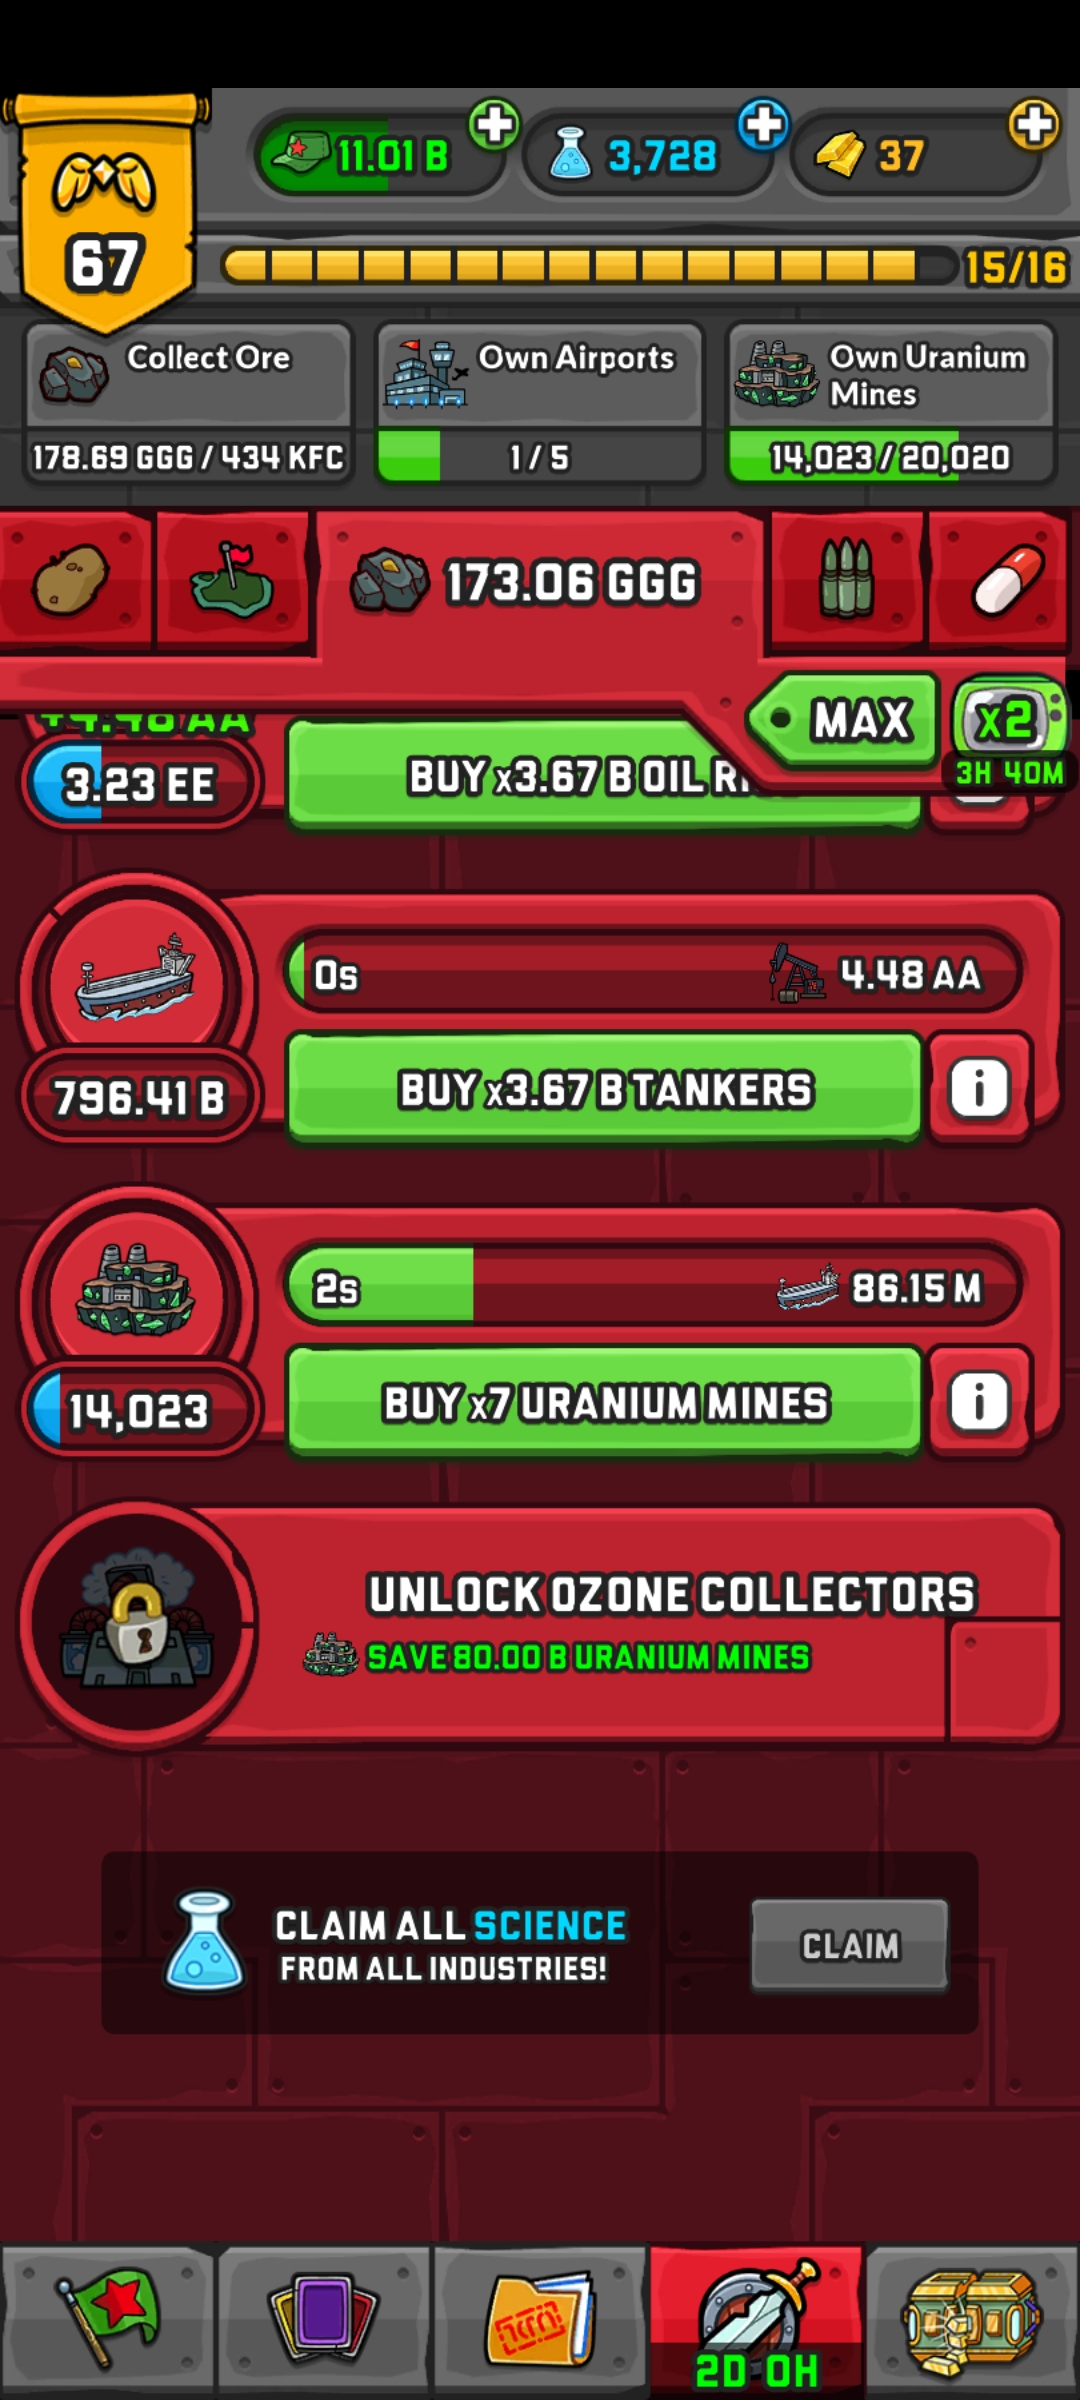 11.01 B
3,728
37
67
15/16
Collect Ore
178.69 GGG / 434 KFC
Own Airports
1 / 5
Own Uranium
Mines
14,023 / 20,020
173.06 GGG
MAX
x2
3H 40M
+4.48 AA
3.23 EE
BUY x3.67 B OIL
0s
4.48 AA
796.41 B
BUY x3.67 B TANKERS
i
2s
86.15 M
14,023
BUY x7 URANIUM MINES
i
UNLOCK OZONE COLLECTORS
SAVE 80.00 B URANIUM MINES
CLAIM ALL SCIENCE
FROM ALL INDUSTRIES!
CLAIM
2D 0H